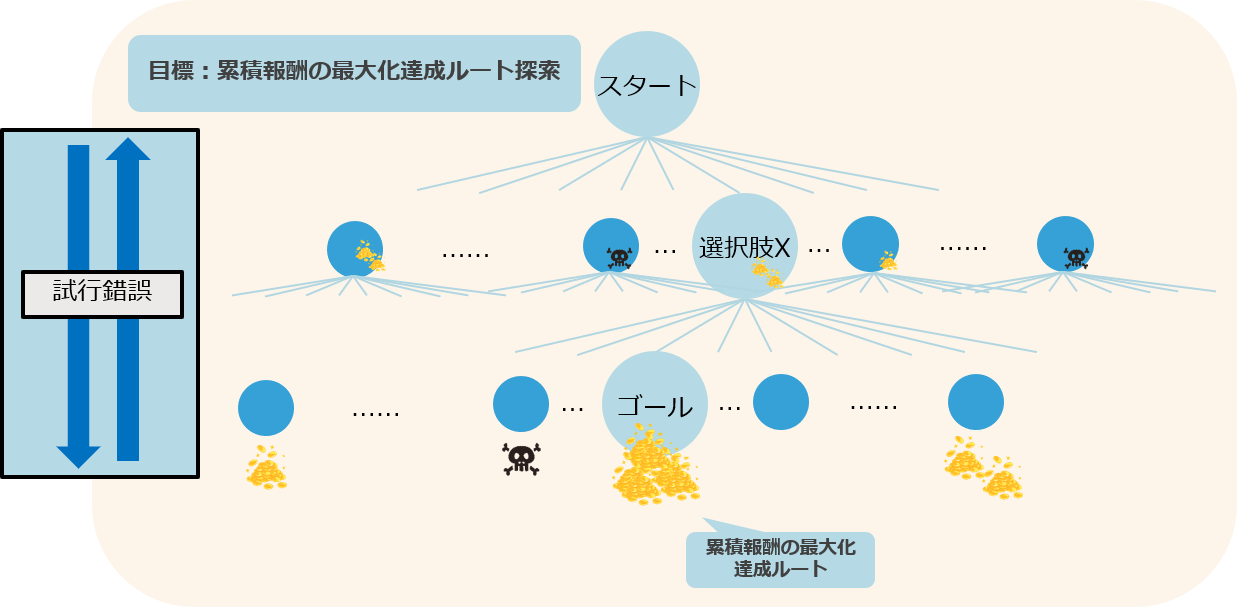 目標：累積報酬の最大化達成ルート探索
スタート
試行錯誤
…… … 選択肢X … ……
…… … ゴール … ……
累積報酬の最大化
達成ルート